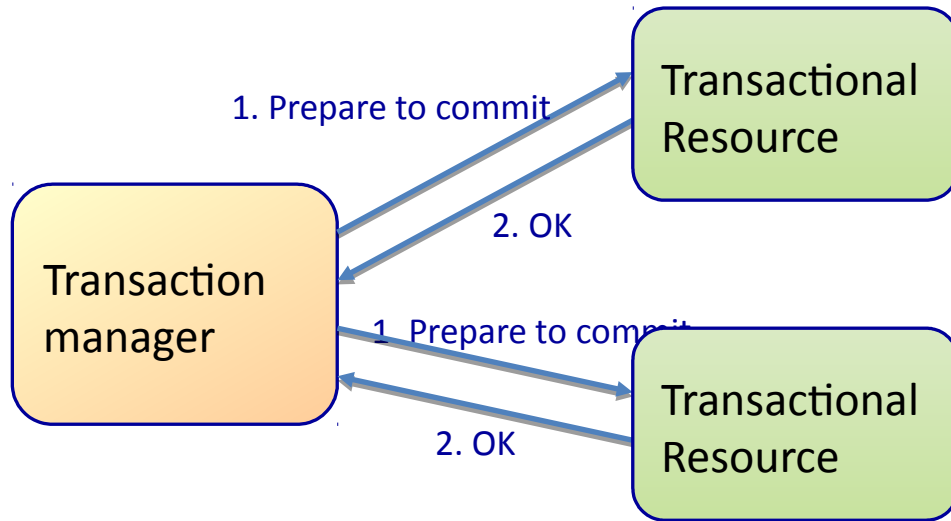 Transactional
Resource
1. Prepare to commit
2. OK
Transaction
manager
1. Prepare to commit
Transactional
Resource
2. OK